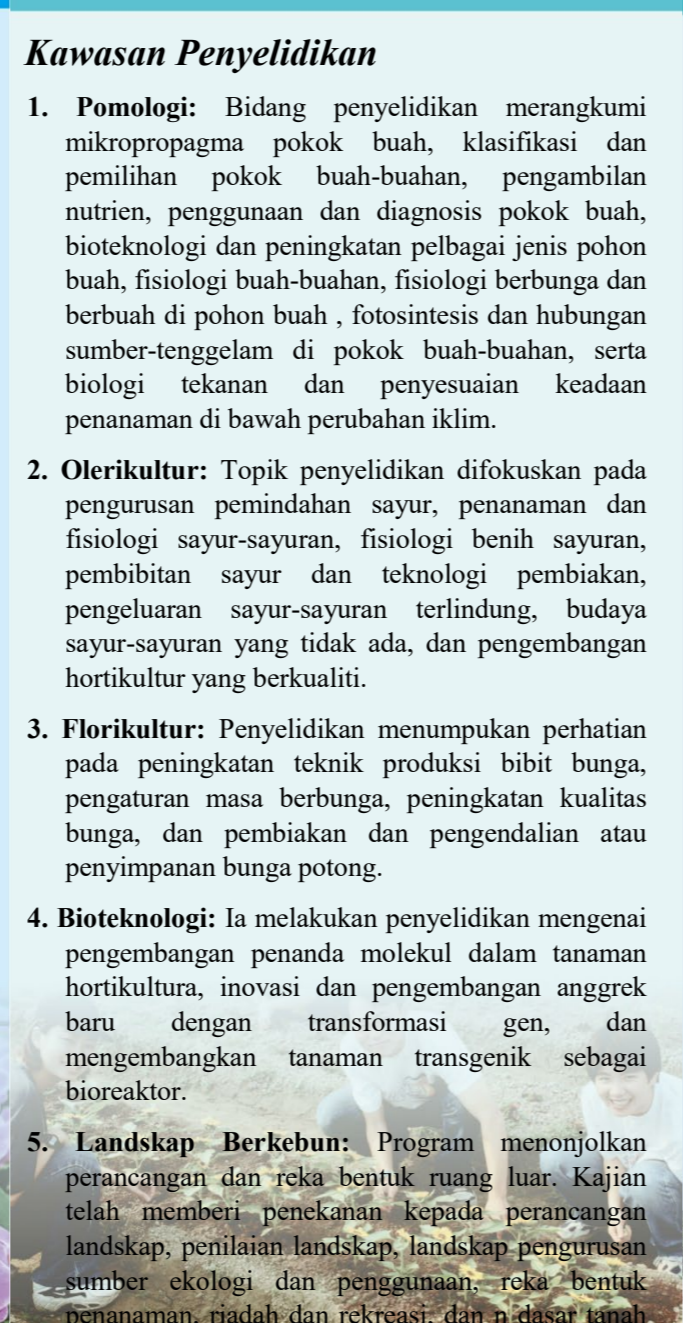 Kawasan Penyelidikan
1. Pomologi: Bidang penyelidikan merangkumi
mikropropagma pokok buah, klasifikasi dan
pemilihan pokok buah-buahan, pengambilan
nutrien, penggunaan dan diagnosis pokok buah,
bioteknologi dan peningkatan pelbagai jenis pohon
buah, fisiologi buah-buahan, fisiologi berbunga dan
berbuah di pohon buah , fotosintesis dan hubungan
sumber-tenggelam di pokok buah-buahan, serta
biologi tekanan dan penyesuaian keadaan
penanaman di bawah perubahan iklim.
2. Olerikultur: Topik penyelidikan difokuskan pada
pengurusan pemindahan sayur, penanaman dan
fisiologi sayur-sayuran, fisiologi benih sayuran,
pembibitan sayur dan teknologi pembiakan,
pengeluaran sayur-sayuran terlindung, budaya
sayur-sayuran yang tidak ada, dan pengembangan
hortikultur yang berkualiti.
3. Florikultur: Penyelidikan menumpukan perhatian
pada peningkatan teknik produksi bibit bunga,
pengaturan masa berbunga, peningkatan kualitas
bunga, dan pembiakan dan pengendalian atau
penyimpanan bunga potong.
4. Bioteknologi: Ia melakukan penyelidikan mengenai
pengembangan penanda molekul dalam tanaman
hortikultura, inovasi dan pengembangan anggrek
baru dengan transformasi gen, dan
mengembangkan tanaman transgenik sebagai
bioreaktor.
5. Landskap Berkebun: Program menonjolkan
perancangan dan reka bentuk ruang luar. Kajian
telah memberi penekanan kepada perancangan
landskap, penilaian landskap, landskap pengurusan
sumber ekologi dan penggunaan, reka bentuk
penanaman, riadah dan rekreasi, dan n dasar tanah